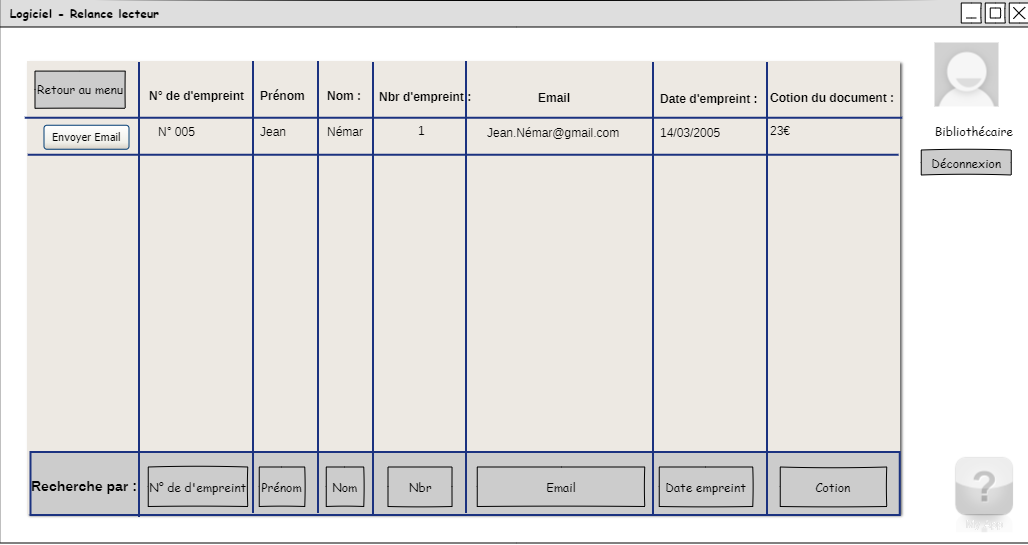 Logiciel - Relance lecteur
Retour au menu
N° de d'empreint
Prénom
Nom :
Nbr d'empreint :
Email
Date d'empreint :
Cotion du document :
Envoyer Email
N° 005
Jean
Némar
1
Jean.Némar@gmail.com
14/03/2005
23€
Bibliothécaire
Déconnexion
Recherche par :
N° de d'empreint
Prénom
Nom
Nbr
Email
Date empreint
Cotion
?